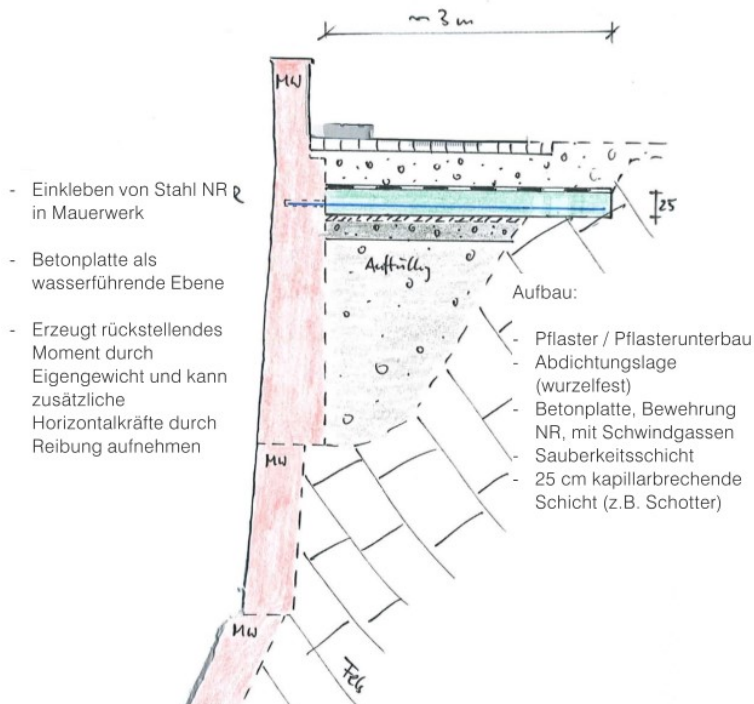 ~ 3 m
MW
- Einkleben von Stahl NR
in Mauerwerk
- Betonplatte als
wasserführende Ebene
- Erzeugt rückstellendes
Moment durch
Eigengewicht und kann
zusätzliche
Horizontalkräfte durch
Reibung aufnehmen
25
Auffüllg
Aufbau:
- Pflaster / Pflasterunterbau
- Abdichtungslage
(wurzelfest)
- Betonplatte, Bewehrung
NR, mit Schwindgassen
- Sauberkeitsschicht
- 25 cm kapillarbrechende
Schicht (z.B. Schotter)
MW
MW
Fels